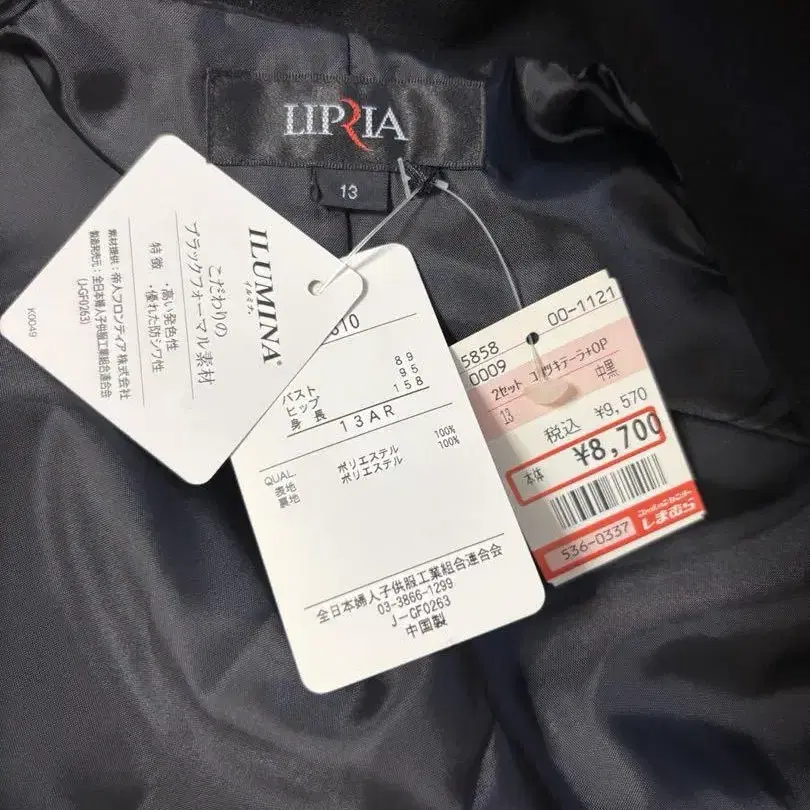 LIPRIA
13
ILUMINA®
イルミナ
こだわりの
ブラックフォーマル素材
特徴 ・高い発色性
・優れた防シワ性
素材提供:帝人フロンティア株式会社
製造発売元:全日本婦人子供服工業組合連合会
(J-GF0263)
K0049
610
バスト 89
ヒップ 95
身長 158
13AR
QUAL.
表地 ポリエステル 100%
裏地 ポリエステル 100%
全日本婦人子供服工業組合連合会
03-3866-1299
J-GF0263
中国製
00-1121
5858
0009
2セット
+OP
13 中黒
税込 ¥9,570
本体 ¥8,700
しまむら
536-0337